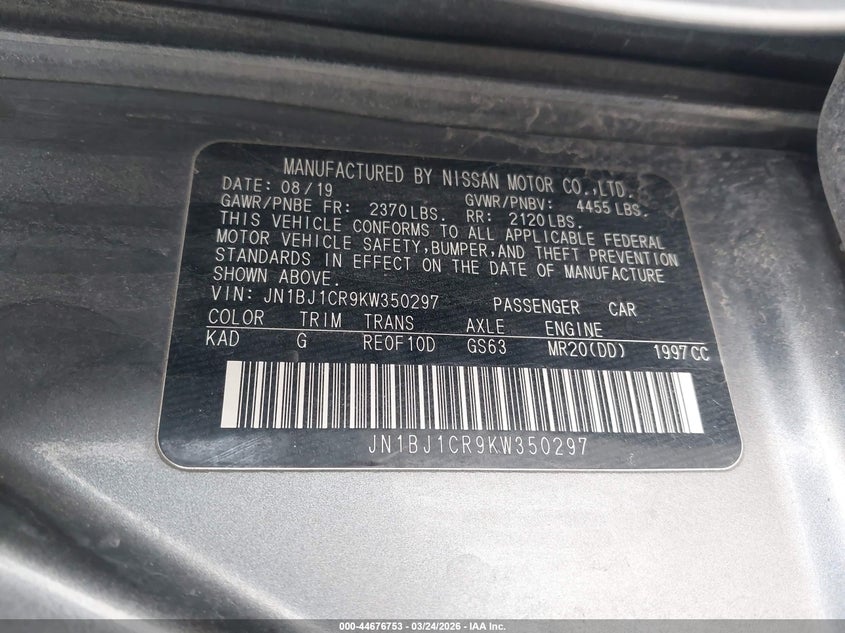 MANUFACTURED BY NISSAN MOTOR CO.,LTD.
DATE: 08/19 GVWR/PNBV: 4455 LBS.
GAWR/PNBE FR: 2370LBS. RR: 2120LBS.
THIS VEHICLE CONFORMS TO ALL APPLICABLE FEDERAL
MOTOR VEHICLE SAFETY,BUMPER,AND THEFT PREVENTION
STANDARDS IN EFFECT ON THE DATE OF MANUFACTURE
SHOWN ABOVE.
VIN: JN1BJ1CR9KW350297 PASSENGER CAR
COLOR TRIM TRANS AXLE ENGINE
KAD G RE0F10D GS63 MR20(DD) 1997CC
JN1BJ1CR9KW350297
000-44676753 — 03/24/2026 — IAA Inc.